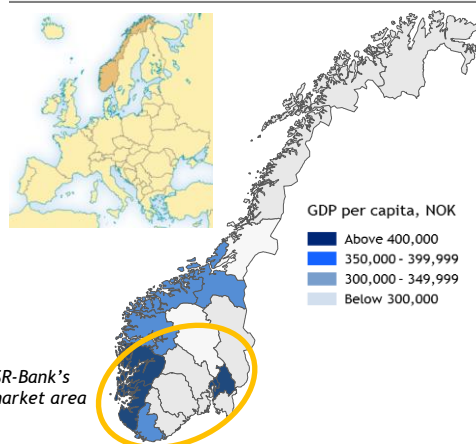 GDP per capita, NOK
Above 400,000
350,000 - 399,999
300,000 - 349,999
Below 300,000
SR-Bank's
market area